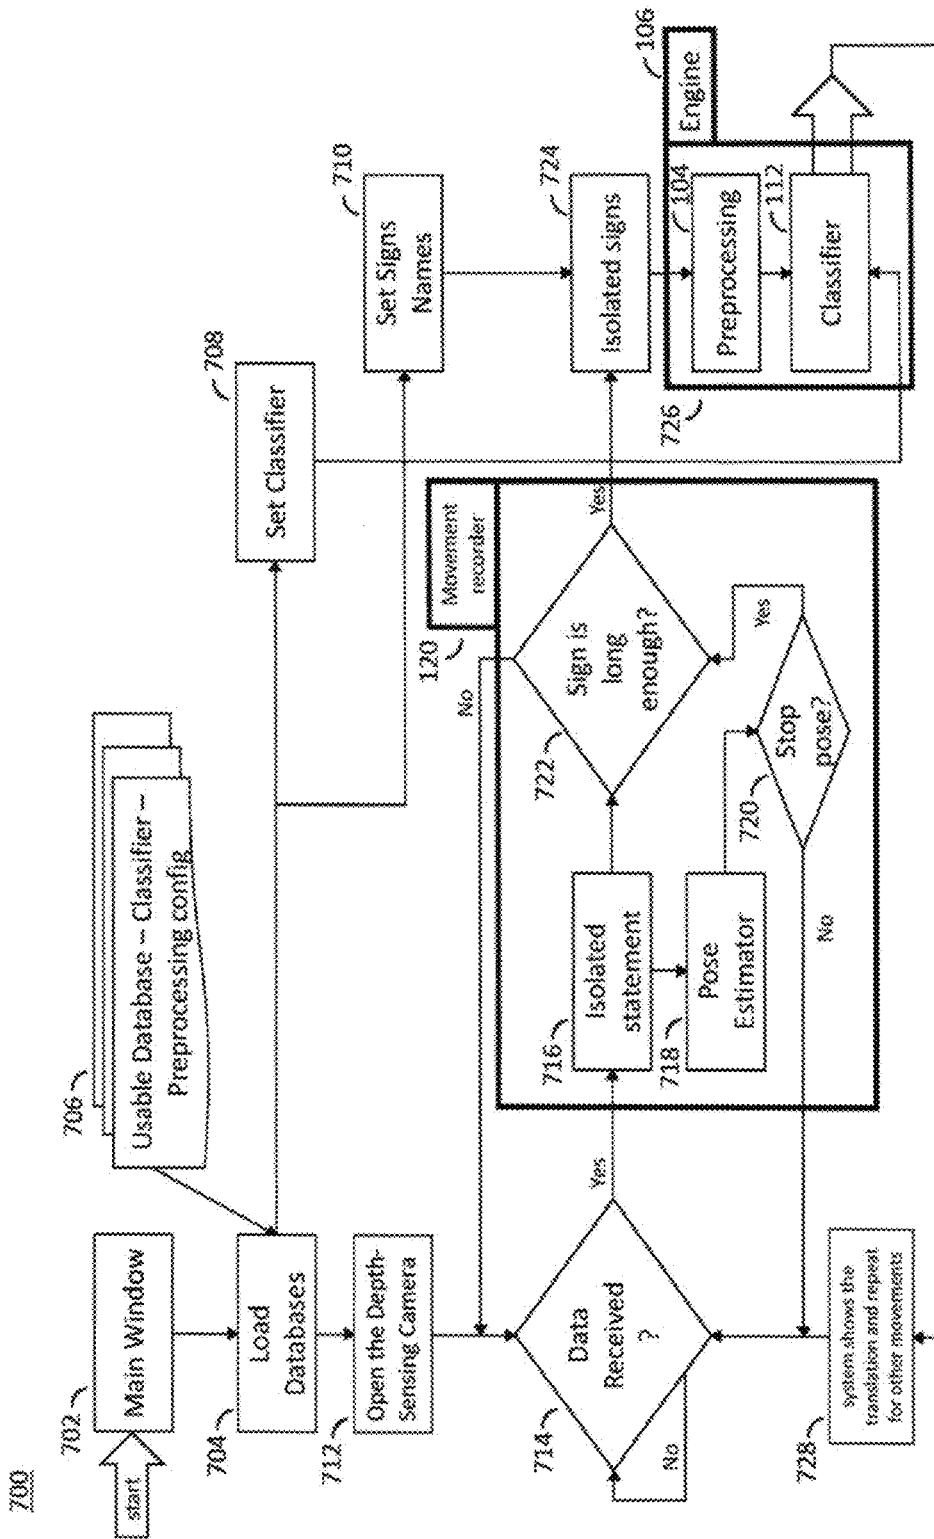 700
start
702
Main Window
706
Usable Database – Classifier –
Preprocessing config
704
Load
Databases
708
Set Classifier
710
Set Signs
Names
712
Open the Depth-
Sensing Camera
714
Data
Received
?
No
Yes
No
120
Movement
recorder
716
Isolated
statement
718
Pose
Estimator
720
Stop
pose?
Yes
No
722
Sign is
long
enough?
Yes
724
Isolated signs
106
Engine
104
Preprocessing
112
Classifier
726
728
system shows the
translation and repeat
for other movements